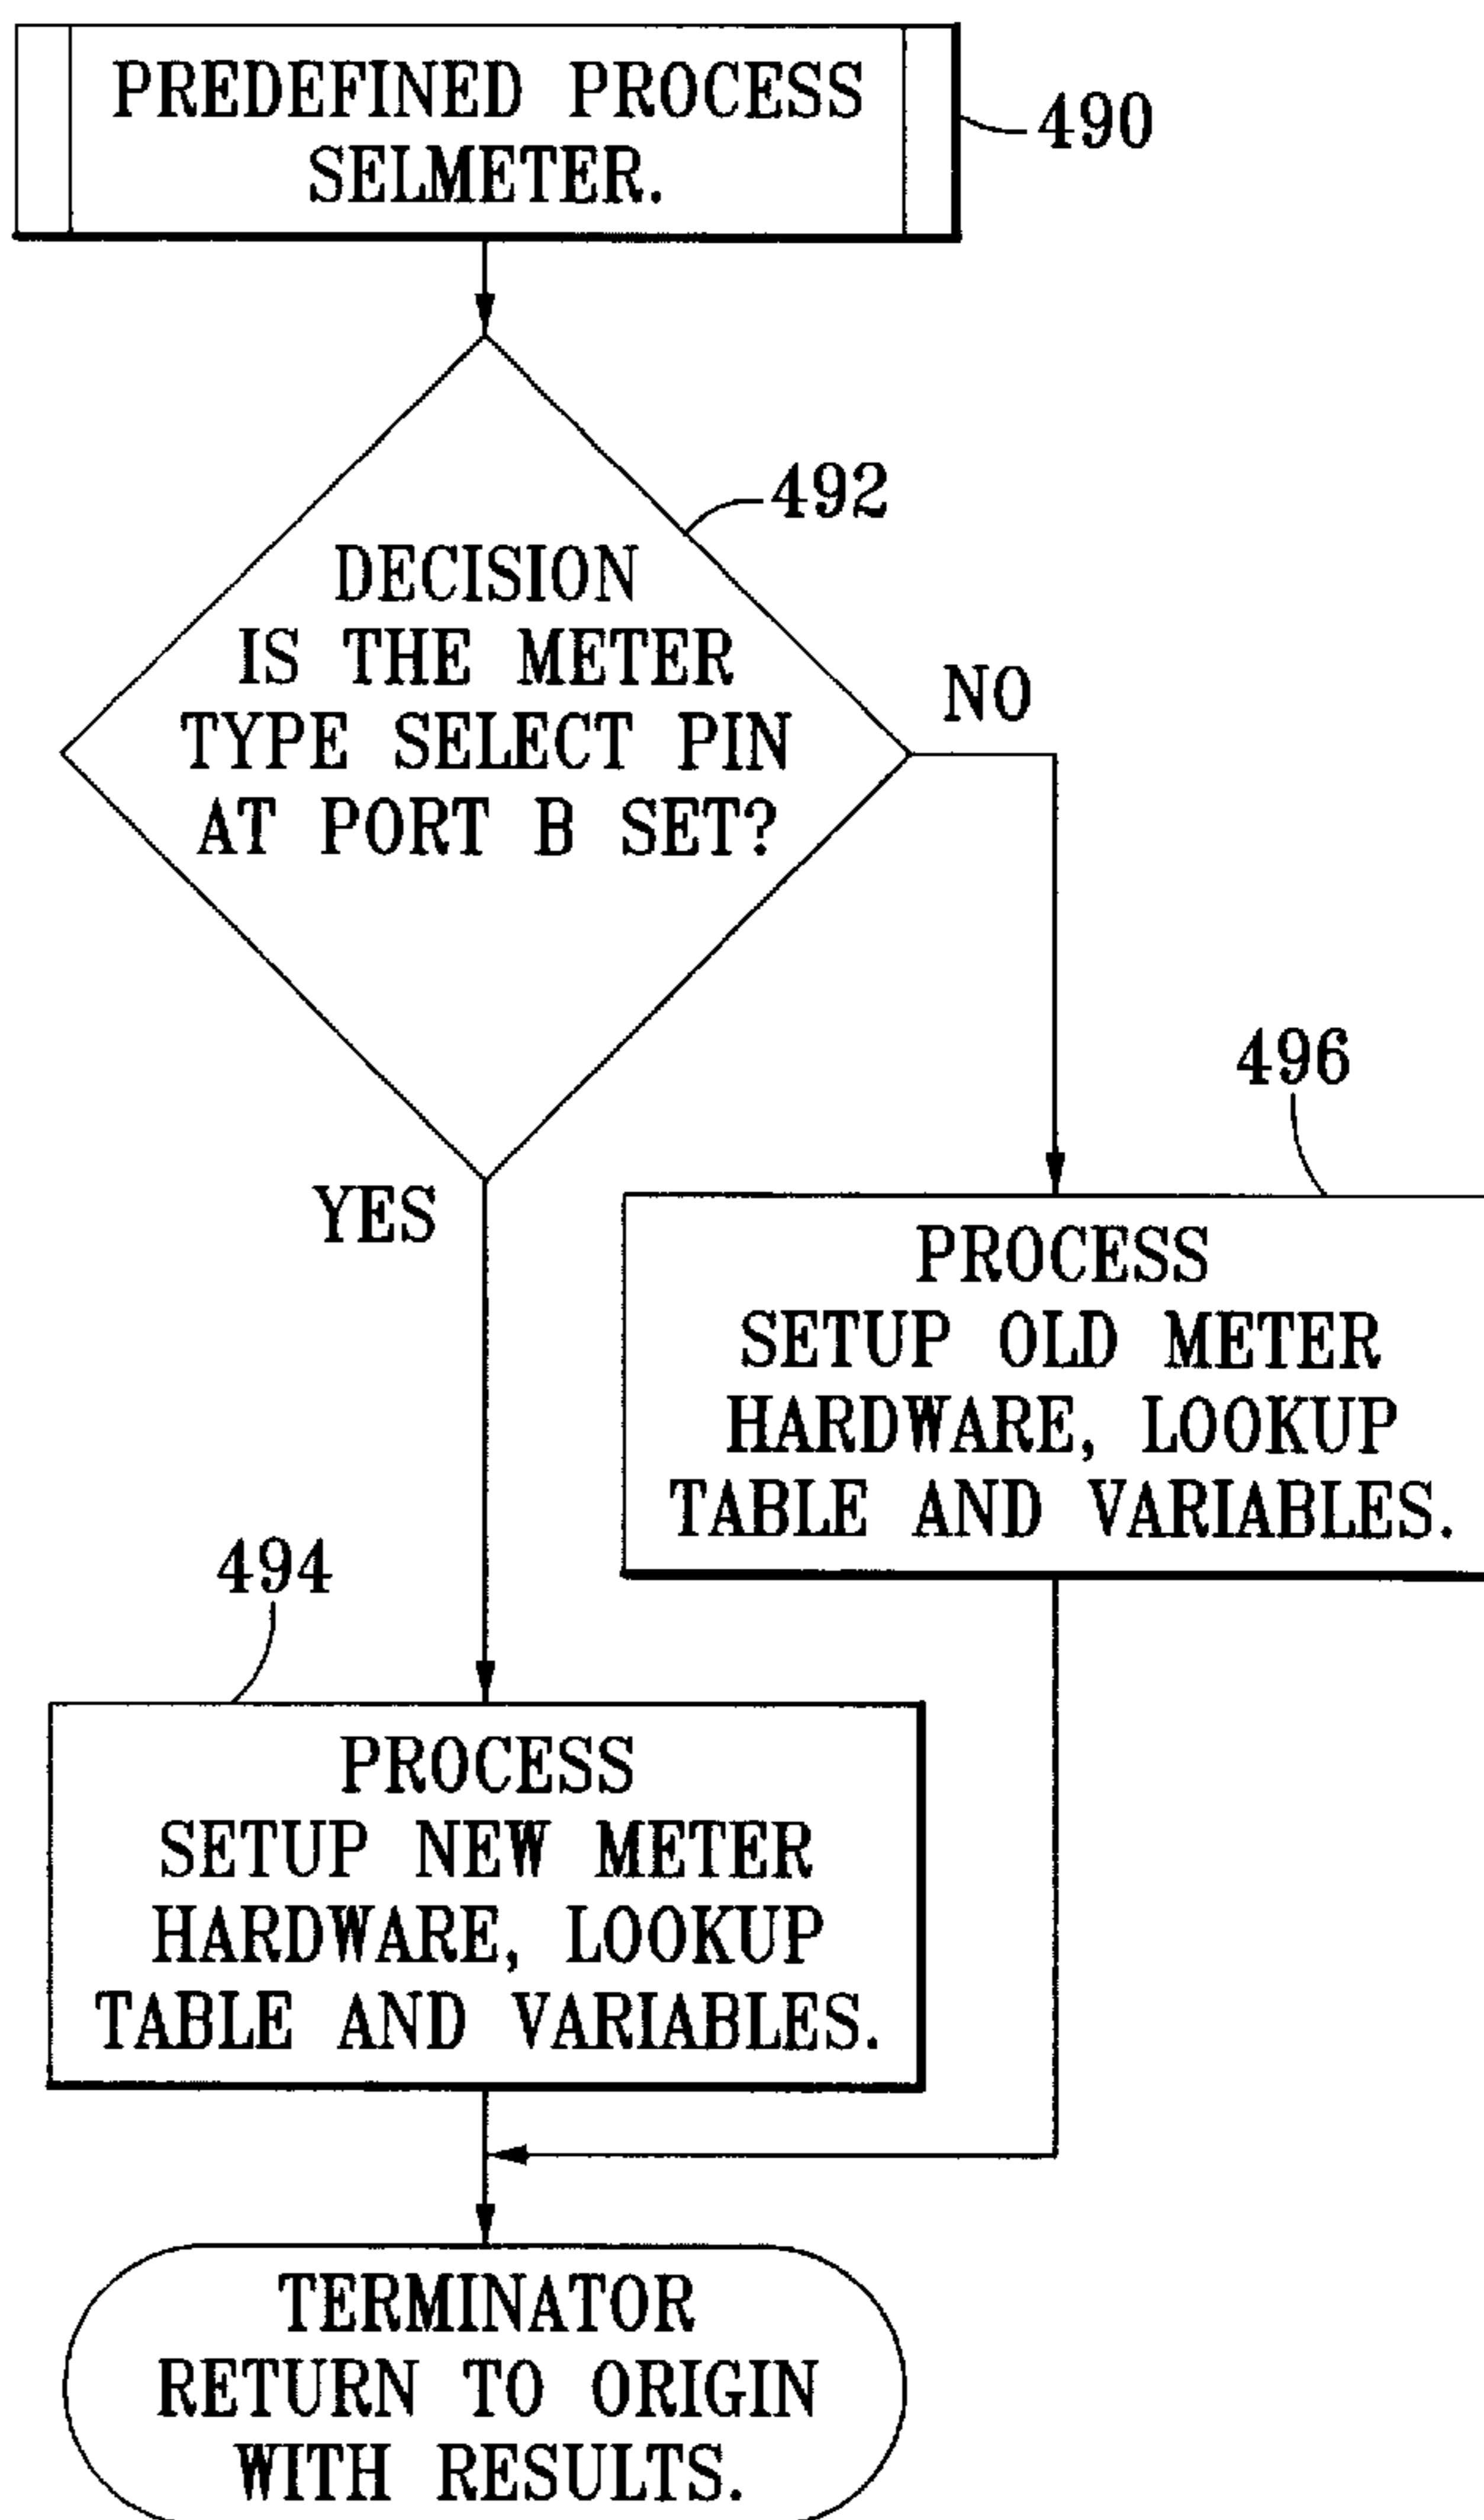 PREDEFINED PROCESS
SELMETER.
490
492
DECISION
IS THE METER
TYPE SELECT PIN
AT PORT B SET?
NO
YES
496
PROCESS
SETUP OLD METER
HARDWARE, LOOKUP
TABLE AND VARIABLES.
494
PROCESS
SETUP NEW METER
HARDWARE, LOOKUP
TABLE AND VARIABLES.
TERMINATOR
RETURN TO ORIGIN
WITH RESULTS.